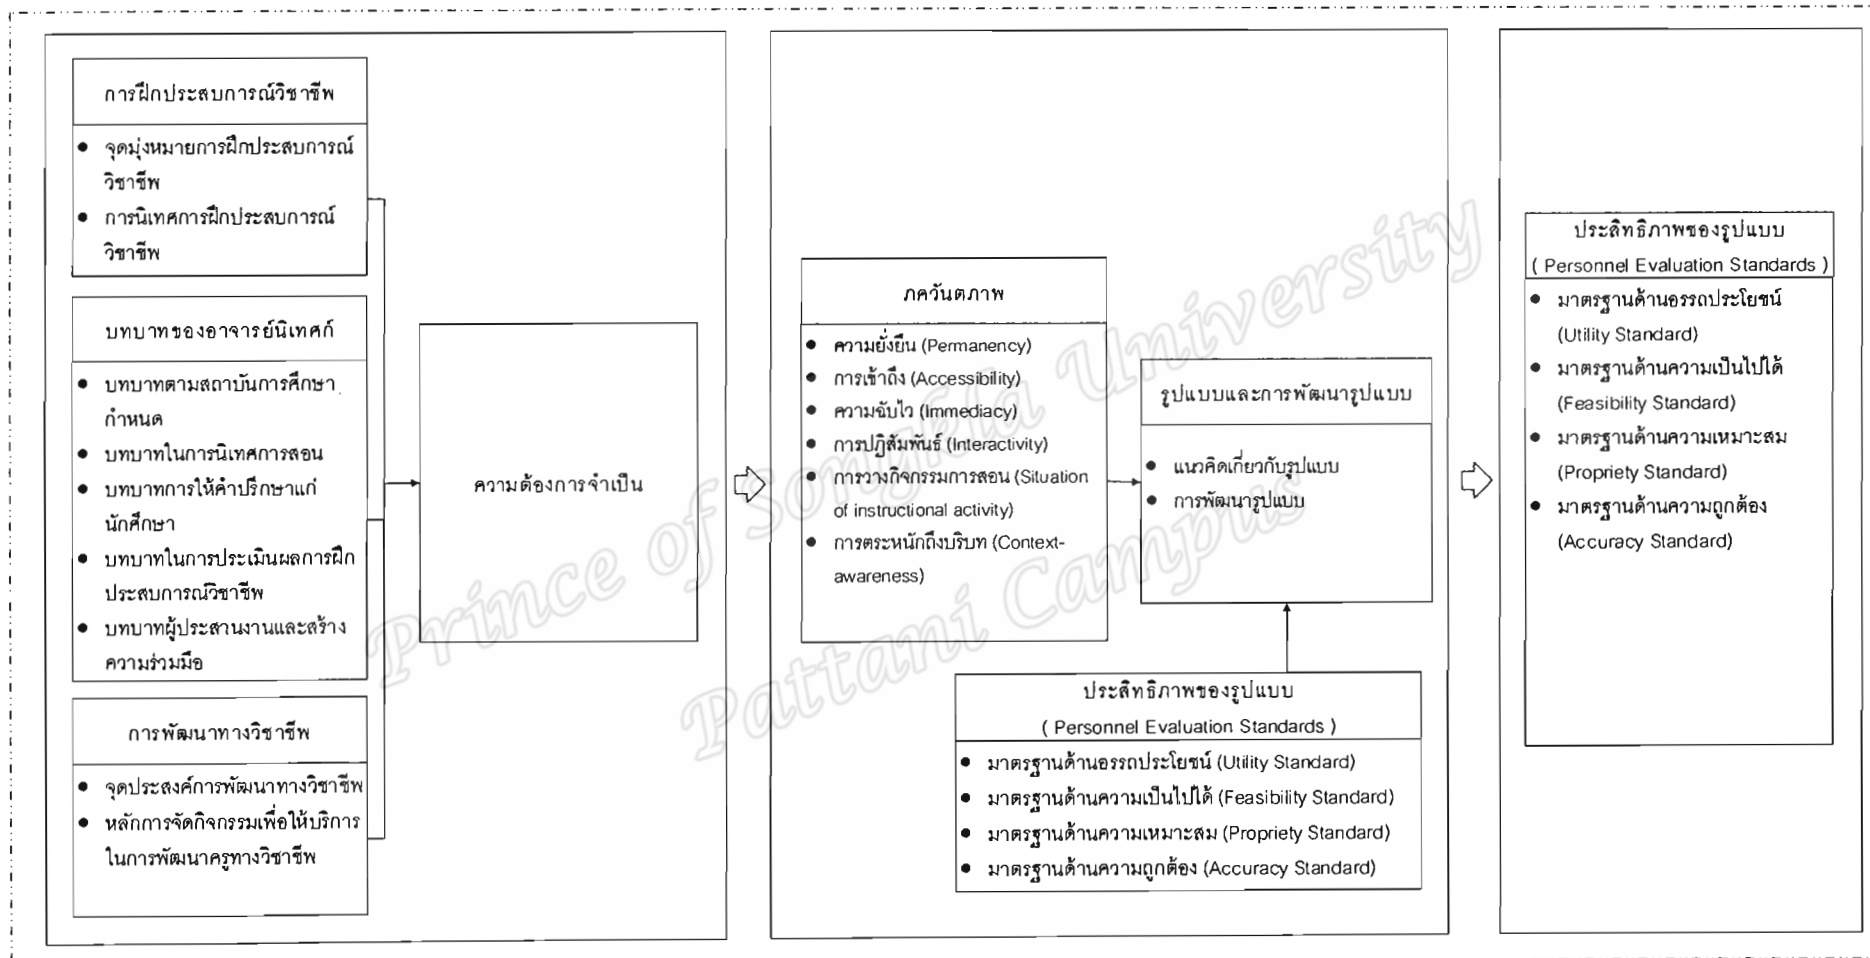 การฝึกประสบการณ์วิชาชีพ
จุดมุ่งหมายการฝึกประสบการณ์
วิชาชีพ
การนิเทศการฝึกประสบการณ์
วิชาชีพ
บทบาทของอาจารย์นิเทศก์
บทบาทตามสถาบันการศึกษา
กำหนด
บทบาทในการนิเทศการสอน
บทบาทการให้คำปรึกษาแก่
นักศึกษา
บทบาทในการประเมินผลการฝึก
ประสบการณ์วิชาชีพ
บทบาทผู้ประสานงานและสร้าง
ความร่วมมือ
การพัฒนาทางวิชาชีพ
จุดประสงค์การพัฒนาทางวิชาชีพ
หลักการจัดกิจกรรมเพื่อให้บริการ
ในการพัฒนาครูทางวิชาชีพ
ความต้องการจำเป็น
ภควันตภาพ
ความยั่งยืน (Permanency)
การเข้าถึง (Accessibility)
ความฉับไว (Immediacy)
การปฏิสัมพันธ์ (Interactivity)
การวางกิจกรรมการสอน (Situation
of instructional activity)
การตระหนักถึงบริบท (Context-
awareness)
รูปแบบและการพัฒนารูปแบบ
แนวคิดเกี่ยวกับรูปแบบ
การพัฒนารูปแบบ
ประสิทธิภาพของรูปแบบ
( Personnel Evaluation Standards )
มาตรฐานด้านอรรถประโยชน์ (Utility Standard)
มาตรฐานด้านความเป็นไปได้ (Feasibility Standard)
มาตรฐานด้านความเหมาะสม (Propriety Standard)
มาตรฐานด้านความถูกต้อง (Accuracy Standard)
ประสิทธิภาพของรูปแบบ
( Personnel Evaluation Standards )
มาตรฐานด้านอรรถประโยชน์
(Utility Standard)
มาตรฐานด้านความเป็นไปได้
(Feasibility Standard)
มาตรฐานด้านความเหมาะสม
(Propriety Standard)
มาตรฐานด้านความถูกต้อง
(Accuracy Standard)
Prince of Songkla University
Pattani Campus